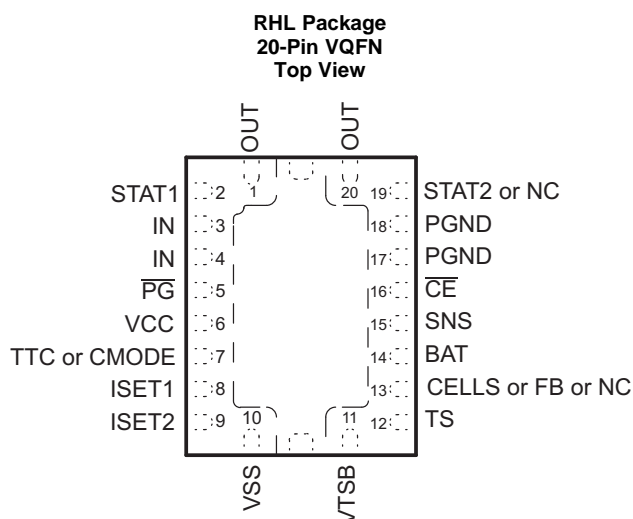 RHL Package
20-Pin VQFN
Top View
OUT
OUT
STAT1
2
1
20
19
STAT2 or NC
IN
3
18
PGND
IN
4
17
PGND
P̅G̅
5
16
C̅E̅
VCC
6
15
SNS
TTC or CMODE
7
14
BAT
ISET1
8
13
CELLS or FB or NC
ISET2
9
10
11
12
TS
VSS
VTSB